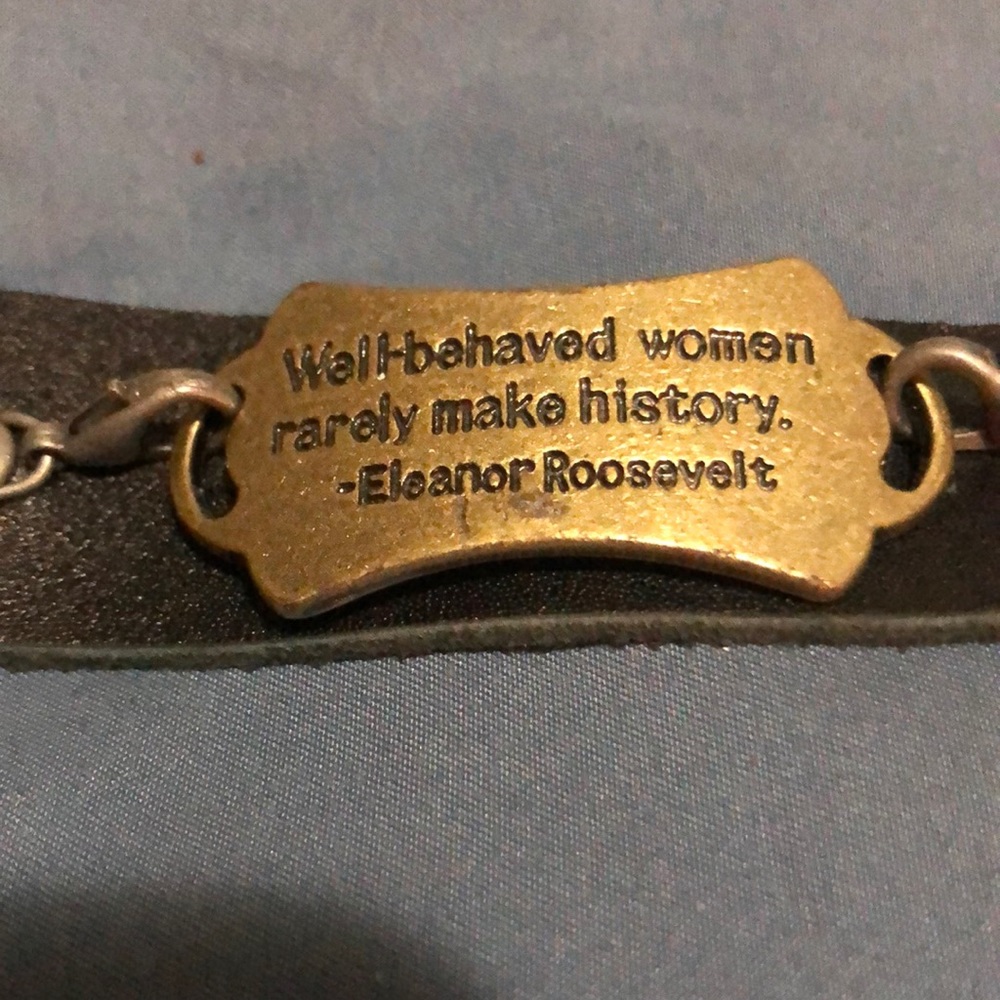 Well-behaved women
rarely make history.
-Eleanor Roosevelt